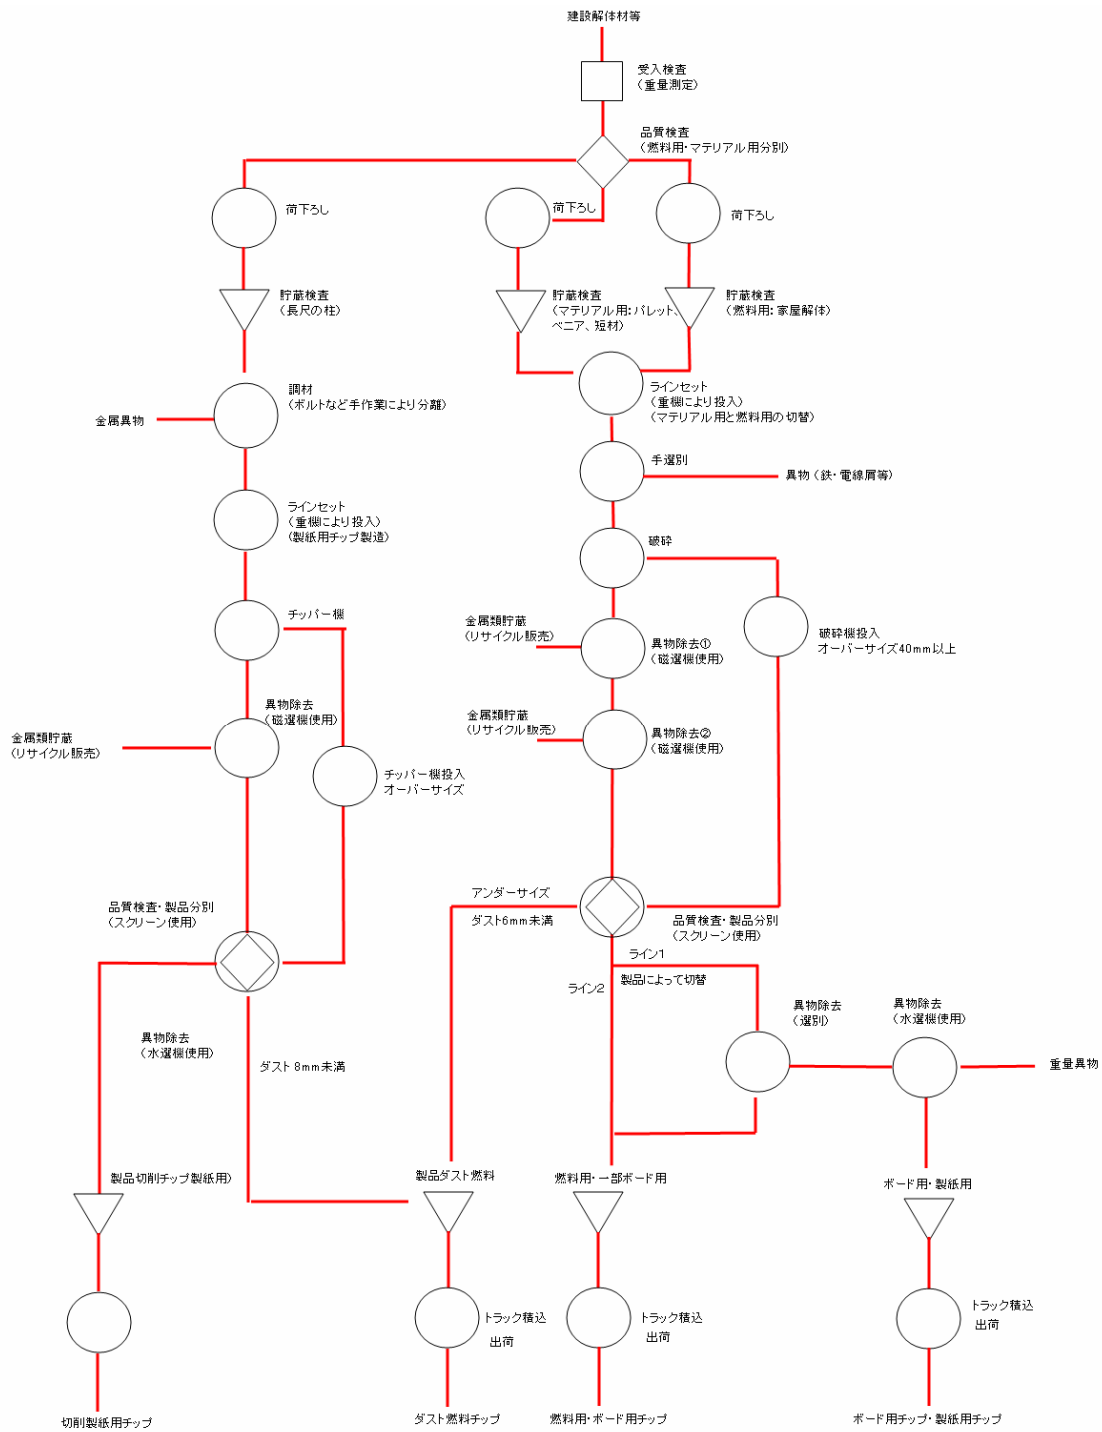 建設解体材等
受入検査
(重量測定)
品質検査
(燃料用・マテリアル用分別)
荷下ろし
荷下ろし
荷下ろし
貯蔵検査
(長尺の柱)
貯蔵検査
(マテリアル用:パレット、
ベニア、短材)
貯蔵検査
(燃料用:家屋解体)
調材
(ボルトなど手作業により分離)
金属異物
ラインセット
(重機により投入)
(マテリアル用と燃料用の切替)
手選別
異物(鉄・電線屑等)
ラインセット
(重機により投入)
(製紙用チップ製造)
破砕
チッパー機
金属類貯蔵
(リサイクル販売)
異物除去①
(磁選機使用)
破砕機投入
オーバーサイズ40mm以上
異物除去
(磁選機使用)
金属類貯蔵
(リサイクル販売)
金属類貯蔵
(リサイクル販売)
異物除去②
(磁選機使用)
チッパー機投入
オーバーサイズ
アンダーサイズ
ダスト6mm未満
品質検査・製品分別
(スクリーン使用)
品質検査・製品分別
(スクリーン使用)
ライン1
製品によって切替
ライン2
異物除去
(選別)
異物除去
(水選機使用)
重量異物
異物除去
(水選機使用)
ダスト8mm未満
製品切削チップ製紙用)
製品ダスト燃料
燃料用・一部ボード用
ボード用・製紙用
トラック積込
出荷
トラック積込
出荷
トラック積込
出荷
切削製紙用チップ
ダスト燃料チップ
燃料用・ボード用チップ
ボード用チップ・製紙用チップ